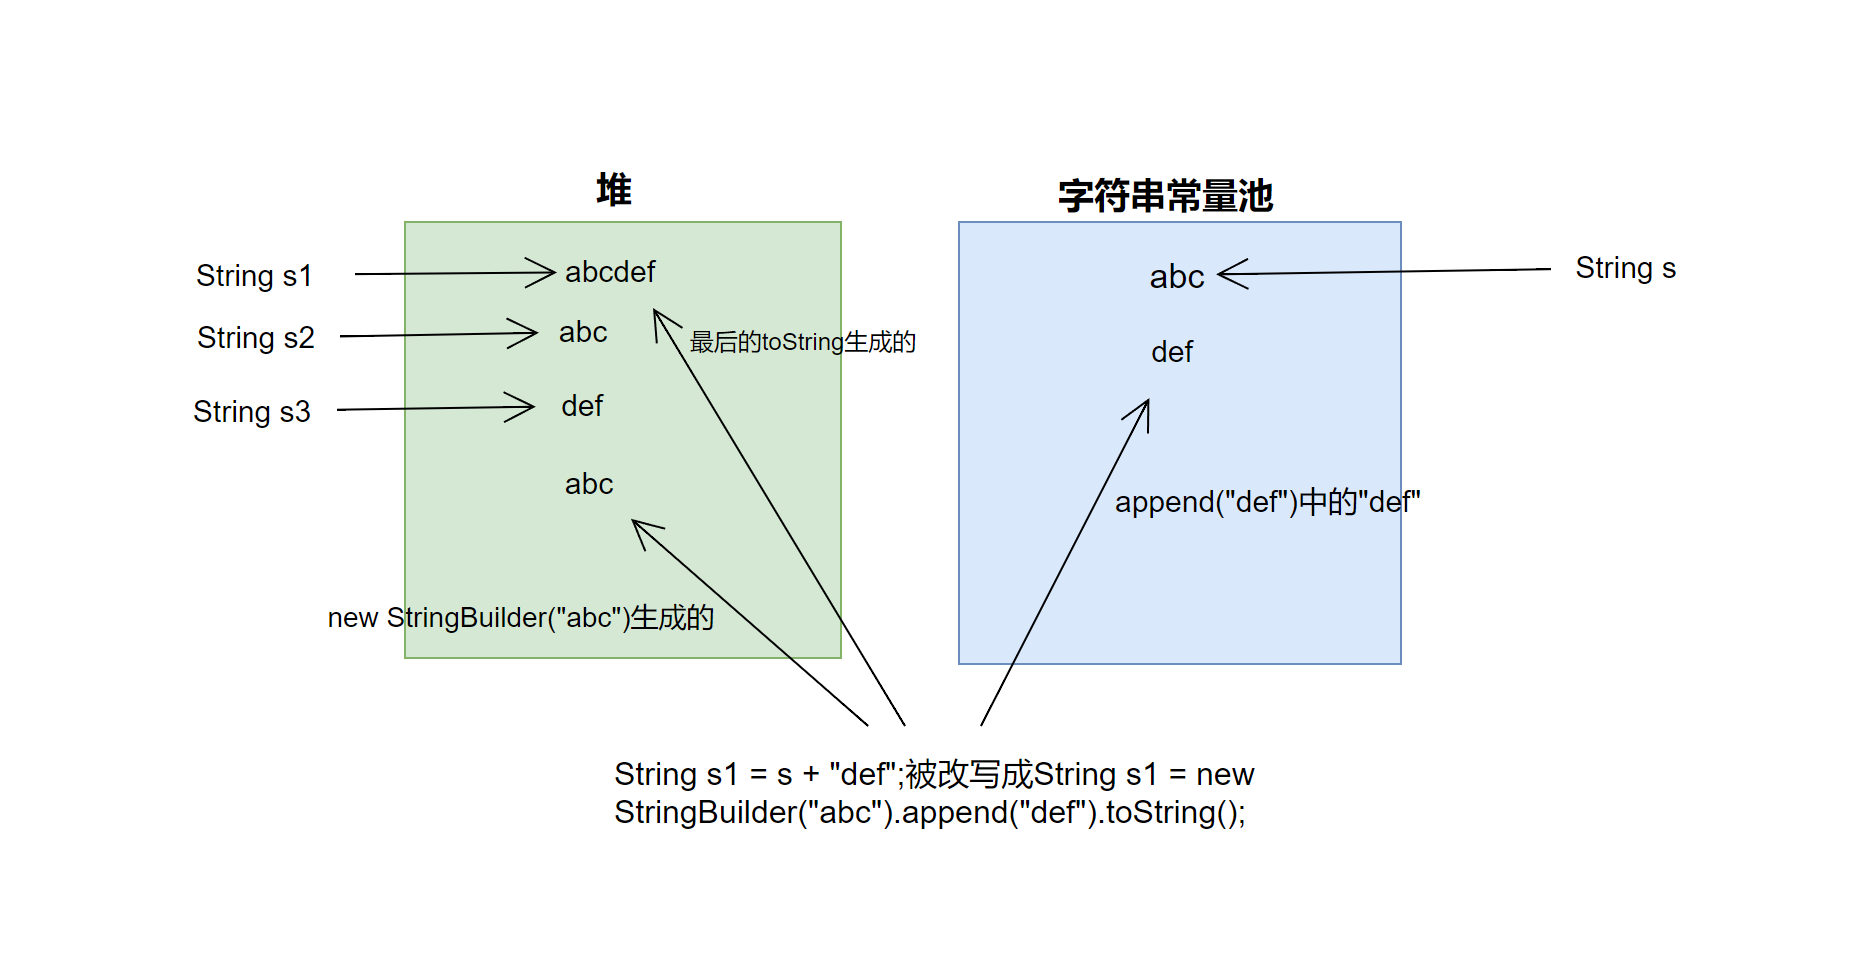 堆
字符串常量池
String s1
abcdef
abc
String s
String s2
abc
最后的toString生成的
def
String s3
def
abc
append("def")中的"def"
new StringBuilder("abc")生成的
String s1 = s + "def";被改写成String s1 = new
StringBuilder("abc").append("def").toString();